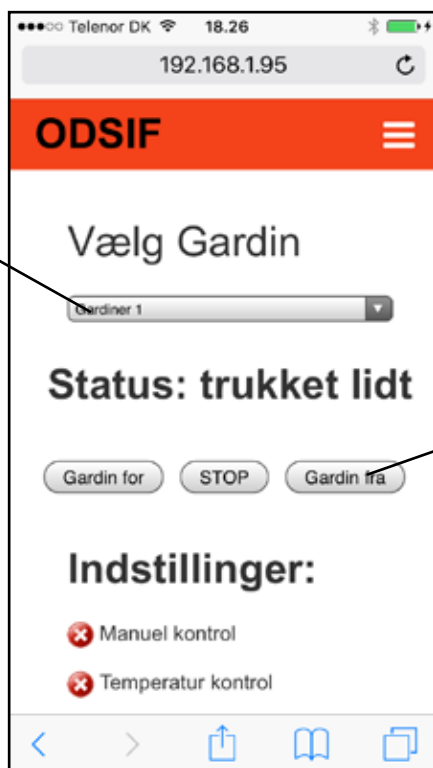 Telenor DK 18.26
192.168.1.95
ODSIF
Vælg Gardin
Gardiner 1
Status: trukket lidt
Gardin for STOP Gardin fra
Indstillinger:
Manuel kontrol
Temperatur kontrol